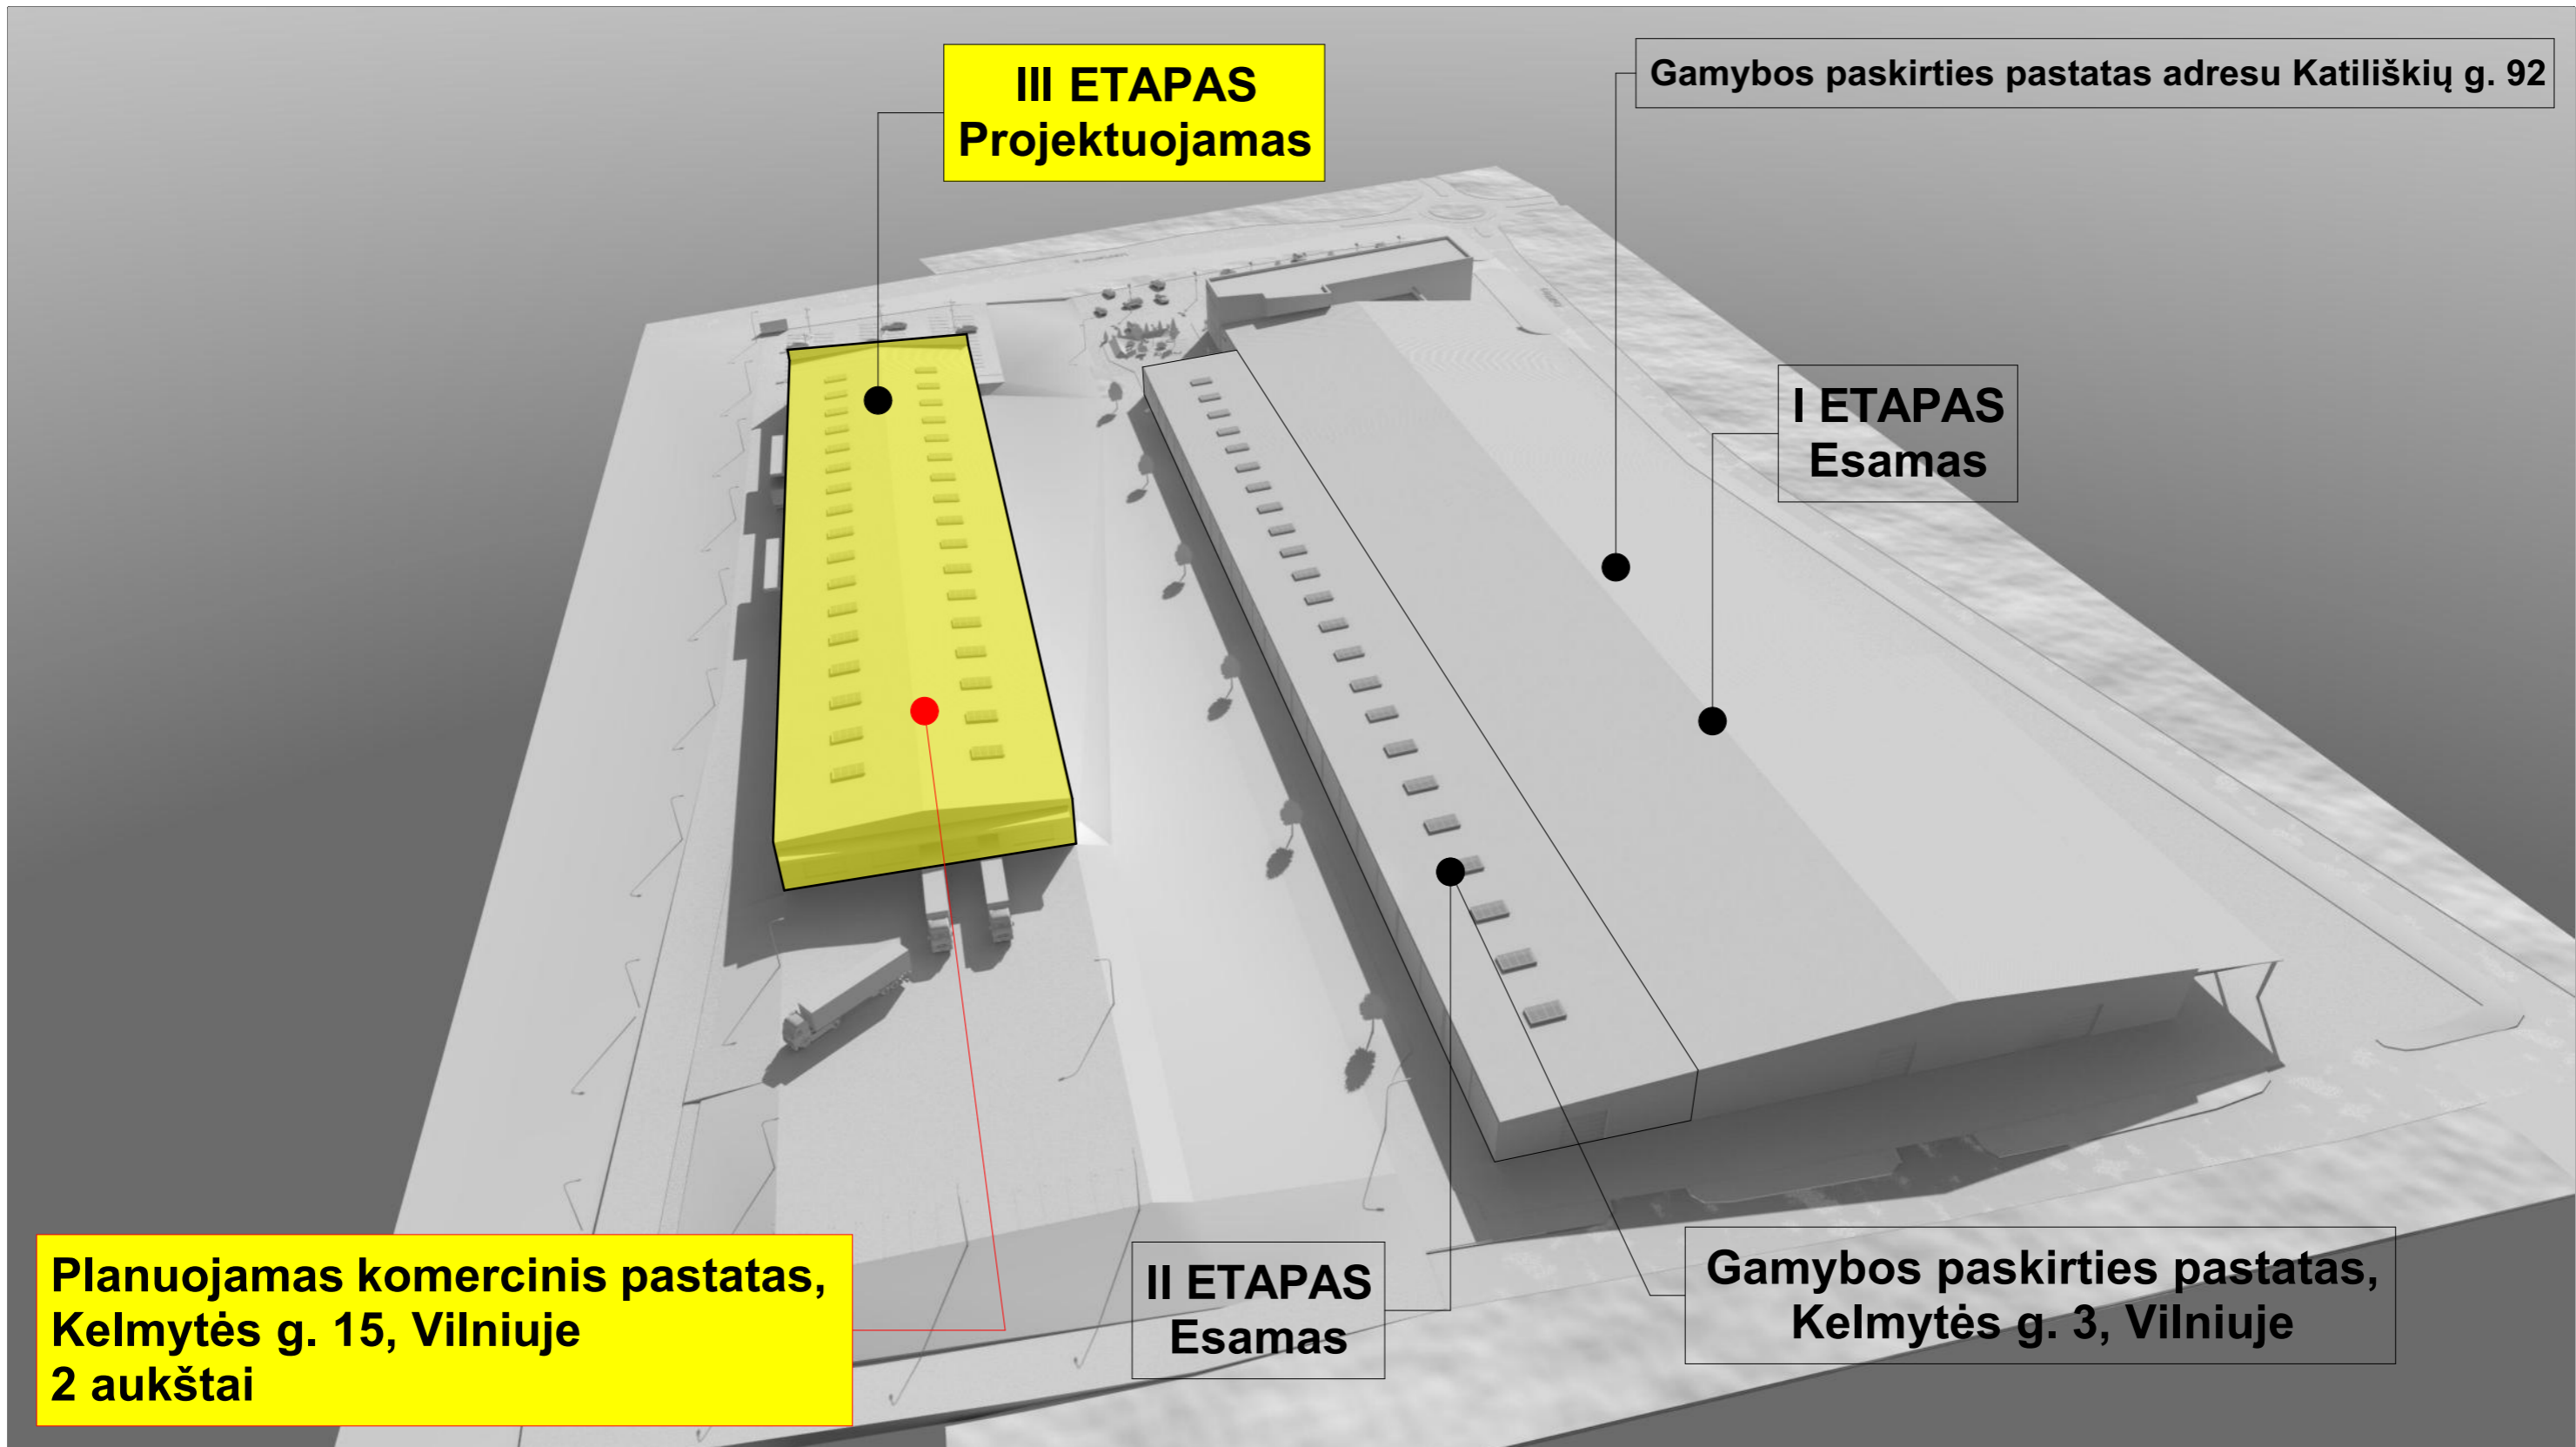 III ETAPAS
Projektuojamas
Gamybos paskirties pastatas adresu Katiliškių g. 92
I ETAPAS
Esamas
Planuojamas komercinis pastatas,
Kelmytės g. 15, Vilniuje
2 aukštai
II ETAPAS
Esamas
Gamybos paskirties pastatas,
Kelmytės g. 3, Vilniuje